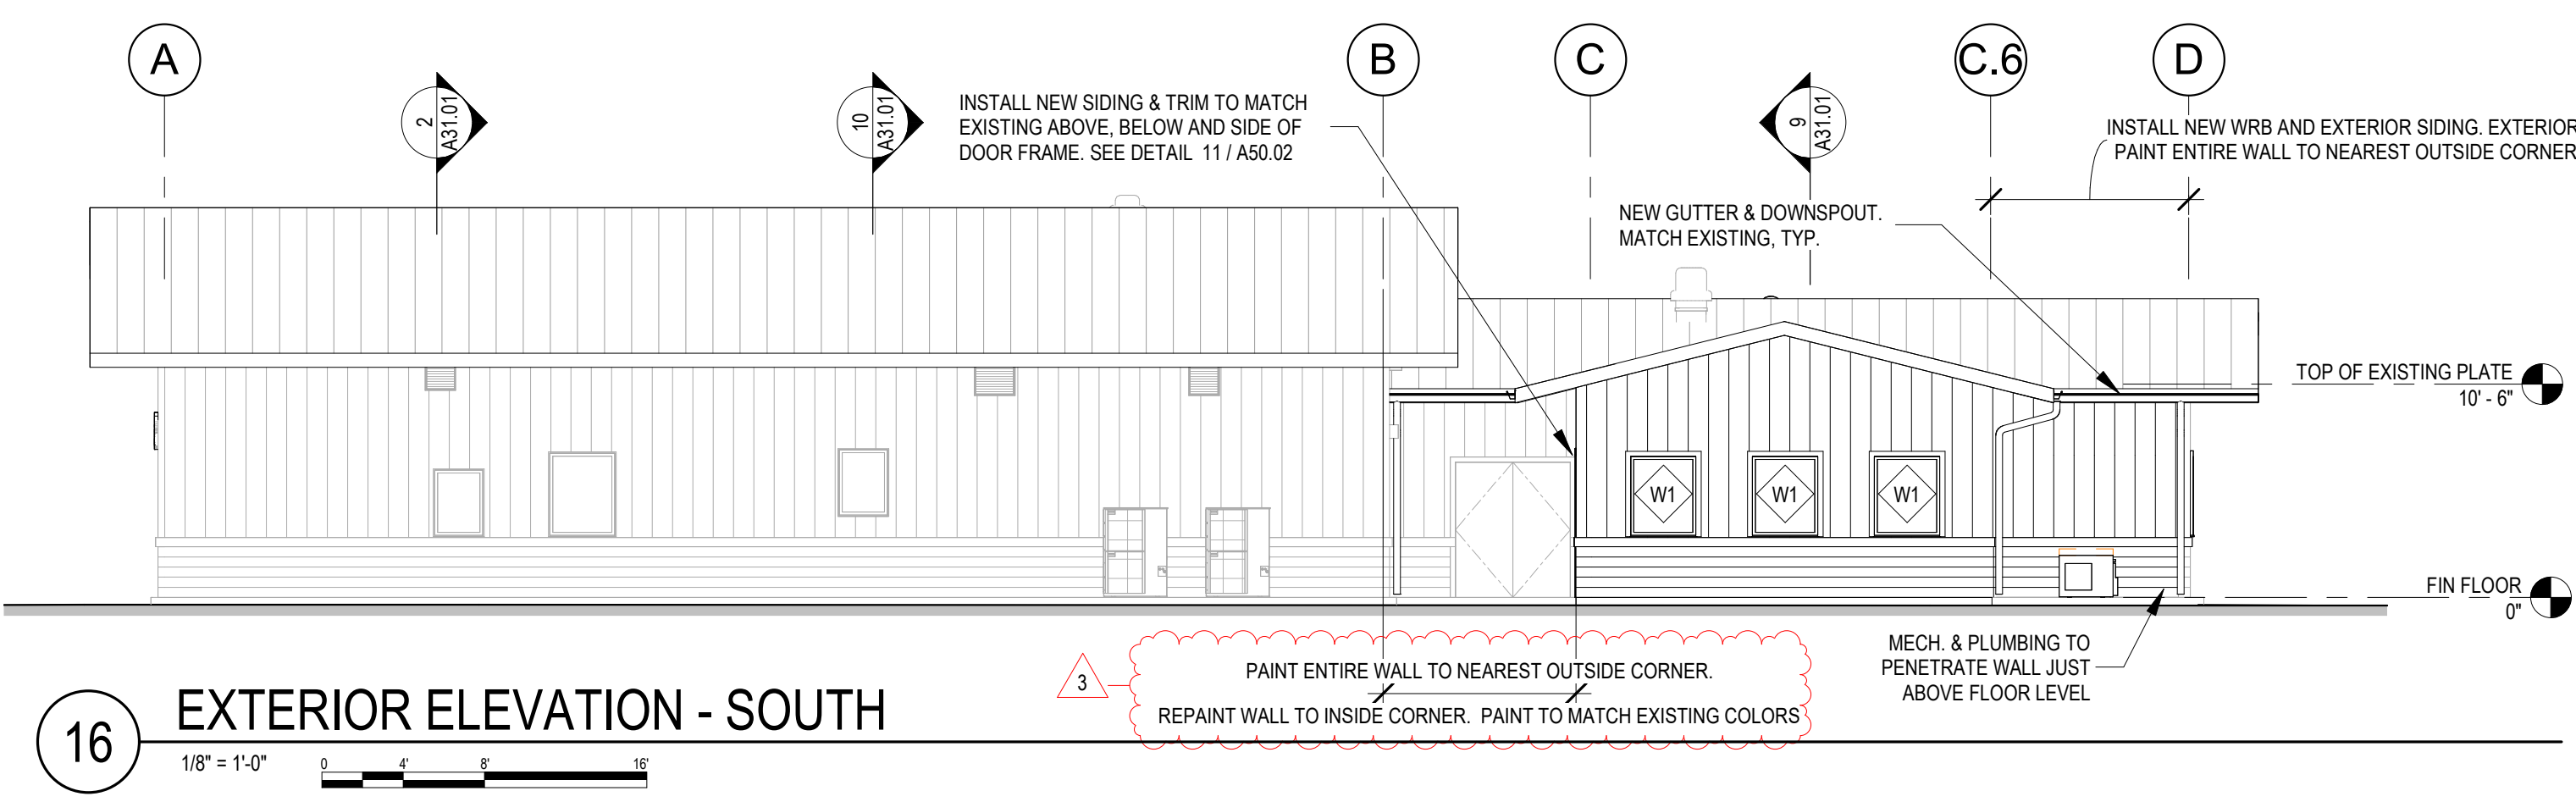 A
B
C
C.6
D
2
A31.01
10
A31.01
9
A31.01
INSTALL NEW SIDING & TRIM TO MATCH
EXISTING ABOVE, BELOW AND SIDE OF
DOOR FRAME. SEE DETAIL 11 / A50.02
INSTALL NEW WRB AND EXTERIOR SIDING. EXTERIOR
PAINT ENTIRE WALL TO NEAREST OUTSIDE CORNER
NEW GUTTER & DOWNSPOUT.
MATCH EXISTING, TYP.
TOP OF EXISTING PLATE
10' - 6"
W1
W1
W1
FIN FLOOR
0"
MECH. & PLUMBING TO
PENETRATE WALL JUST
ABOVE FLOOR LEVEL
3
PAINT ENTIRE WALL TO NEAREST OUTSIDE CORNER.
REPAINT WALL TO INSIDE CORNER. PAINT TO MATCH EXISTING COLORS
16
EXTERIOR ELEVATION - SOUTH
1/8" = 1'-0"
0 4' 8' 16'